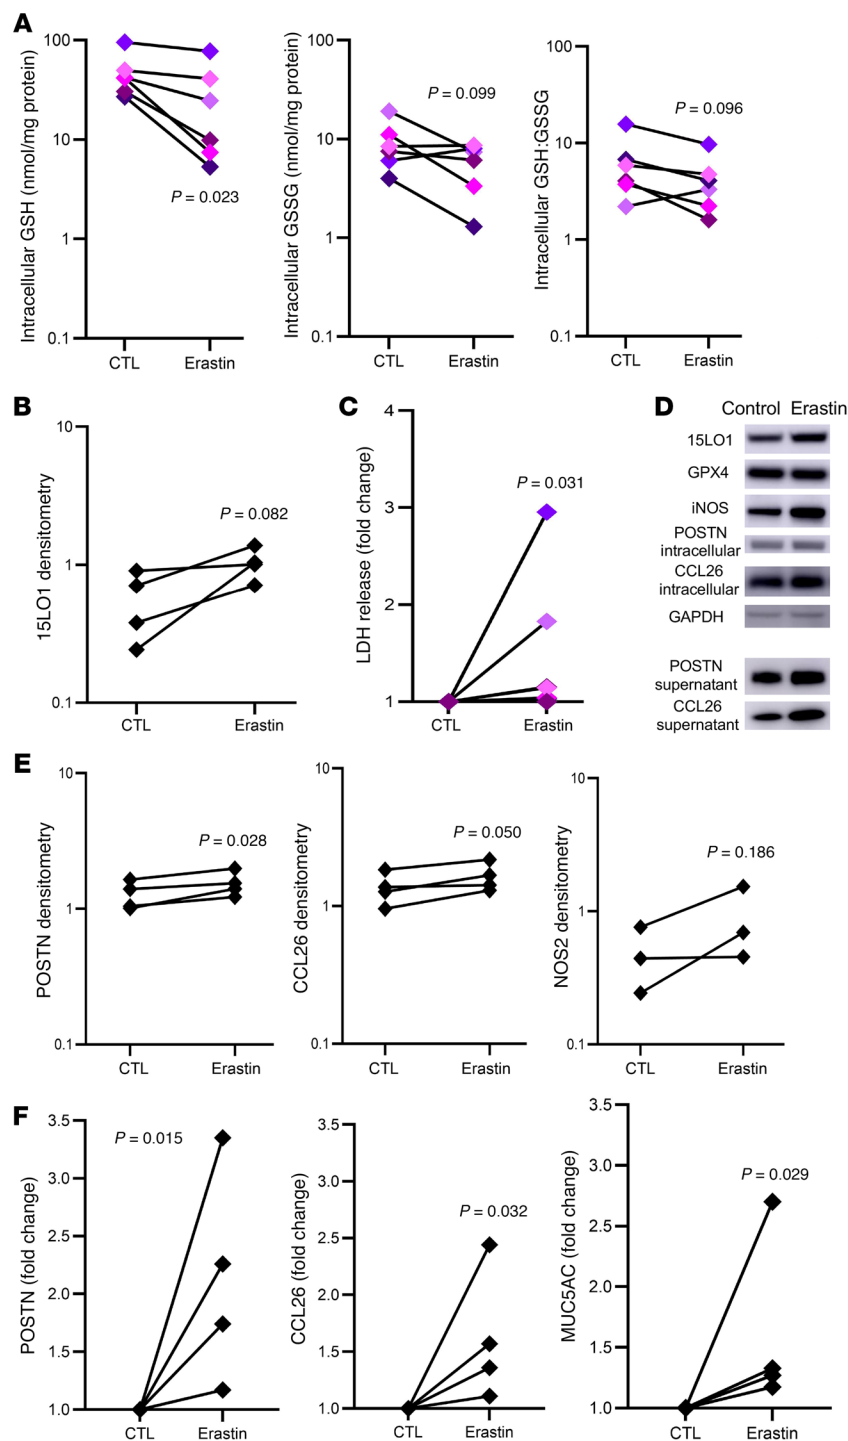 A
Intracellular GSH (nmol/mg protein)
100
10
1
0.1
P = 0.023
CTL
Erastin
Intracellular GSSG (nmol/mg protein)
100
10
1
0.1
P = 0.099
CTL
Erastin
Intracellular GSH:GSSG
100
10
1
0.1
P = 0.096
CTL
Erastin
B
15LO1 densitometry
10
1
0.1
P = 0.082
CTL
Erastin
C
LDH release (fold change)
4
3
2
1
P = 0.031
CTL
Erastin
D
Control Erastin
15LO1
GPX4
iNOS
POSTN
intracellular
CCL26
intracellular
GAPDH
POSTN
supernatant
CCL26
supernatant
E
POSTN densitometry
10
1
0.1
P = 0.028
CTL
Erastin
CCL26 densitometry
10
1
0.1
P = 0.050
CTL
Erastin
NOS2 densitometry
10
1
0.1
P = 0.186
CTL
Erastin
F
POSTN (fold change)
3.5
3.0
2.5
2.0
1.5
1.0
P = 0.015
CTL
Erastin
CCL26 (fold change)
3.5
3.0
2.5
2.0
1.5
1.0
P = 0.032
CTL
Erastin
MUC5AC (fold change)
3.5
3.0
2.5
2.0
1.5
1.0
P = 0.029
CTL
Erastin